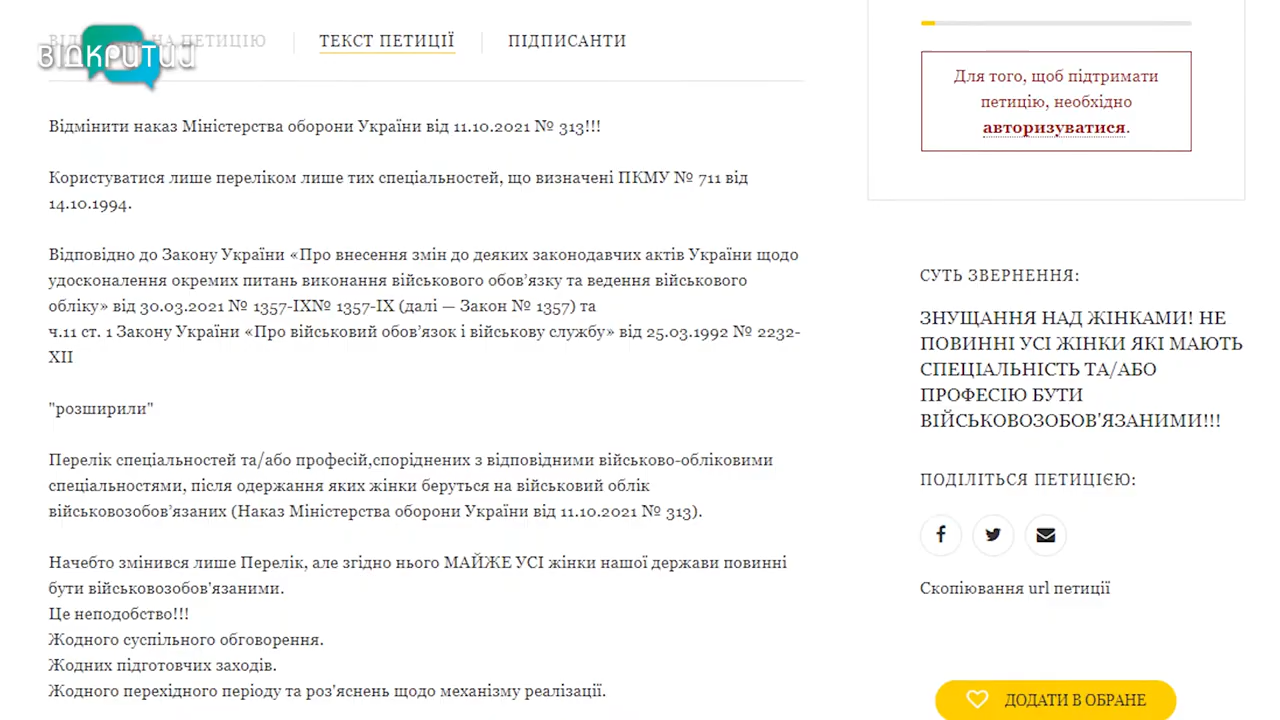 ВІДКРИТИЙ
НА ПЕТИЦІЮ
ТЕКСТ ПЕТИЦІЇ
ПІДПИСАНТИ
Відмінити наказ Міністерства оборони України від 11.10.2021 № 313!!!
Користуватися лише переліком лише тих спеціальностей, що визначені ПКМУ № 711 від
14.10.1994.
Відповідно до Закону України «Про внесення змін до деяких законодавчих актів України щодо
удосконалення окремих питань виконання військового обов’язку та ведення військового
обліку» від 30.03.2021 № 1357-IX№ 1357-IX (далі — Закон № 1357) та
ч.11 ст. 1 Закону України «Про військовий обов’язок і військову службу» від 25.03.1992 № 2232-
XII
"розширили"
Перелік спеціальностей та/або професій,споріднених з відповідними військово-обліковими
спеціальностями, після одержання яких жінки беруться на військовий облік
військовозобов’язаних (Наказ Міністерства оборони України від 11.10.2021 № 313).
Начебто змінився лише Перелік, але згідно нього МАЙЖЕ УСІ жінки нашої держави повинні
бути військовозобов'язаними.
Це неподобство!!!
Жодного суспільного обговорення.
Жодних підготовчих заходів.
Жодного перехідного періоду та роз'яснень щодо механізму реалізації.
Для того, щоб підтримати
петицію, необхідно
авторизуватися.
СУТЬ ЗВЕРНЕННЯ:
ЗНУЩАННЯ НАД ЖІНКАМИ! НЕ
ПОВИННІ УСІ ЖІНКИ ЯКІ МАЮТЬ
СПЕЦІАЛЬНІСТЬ ТА/АБО
ПРОФЕСІЮ БУТИ
ВІЙСЬКОВОЗОБОВ'ЯЗАНИМИ!!!
ПОДІЛІТЬСЯ ПЕТИЦІЄЮ:
Скопіювання url петиції
ДОДАТИ В ОБРАНЕ